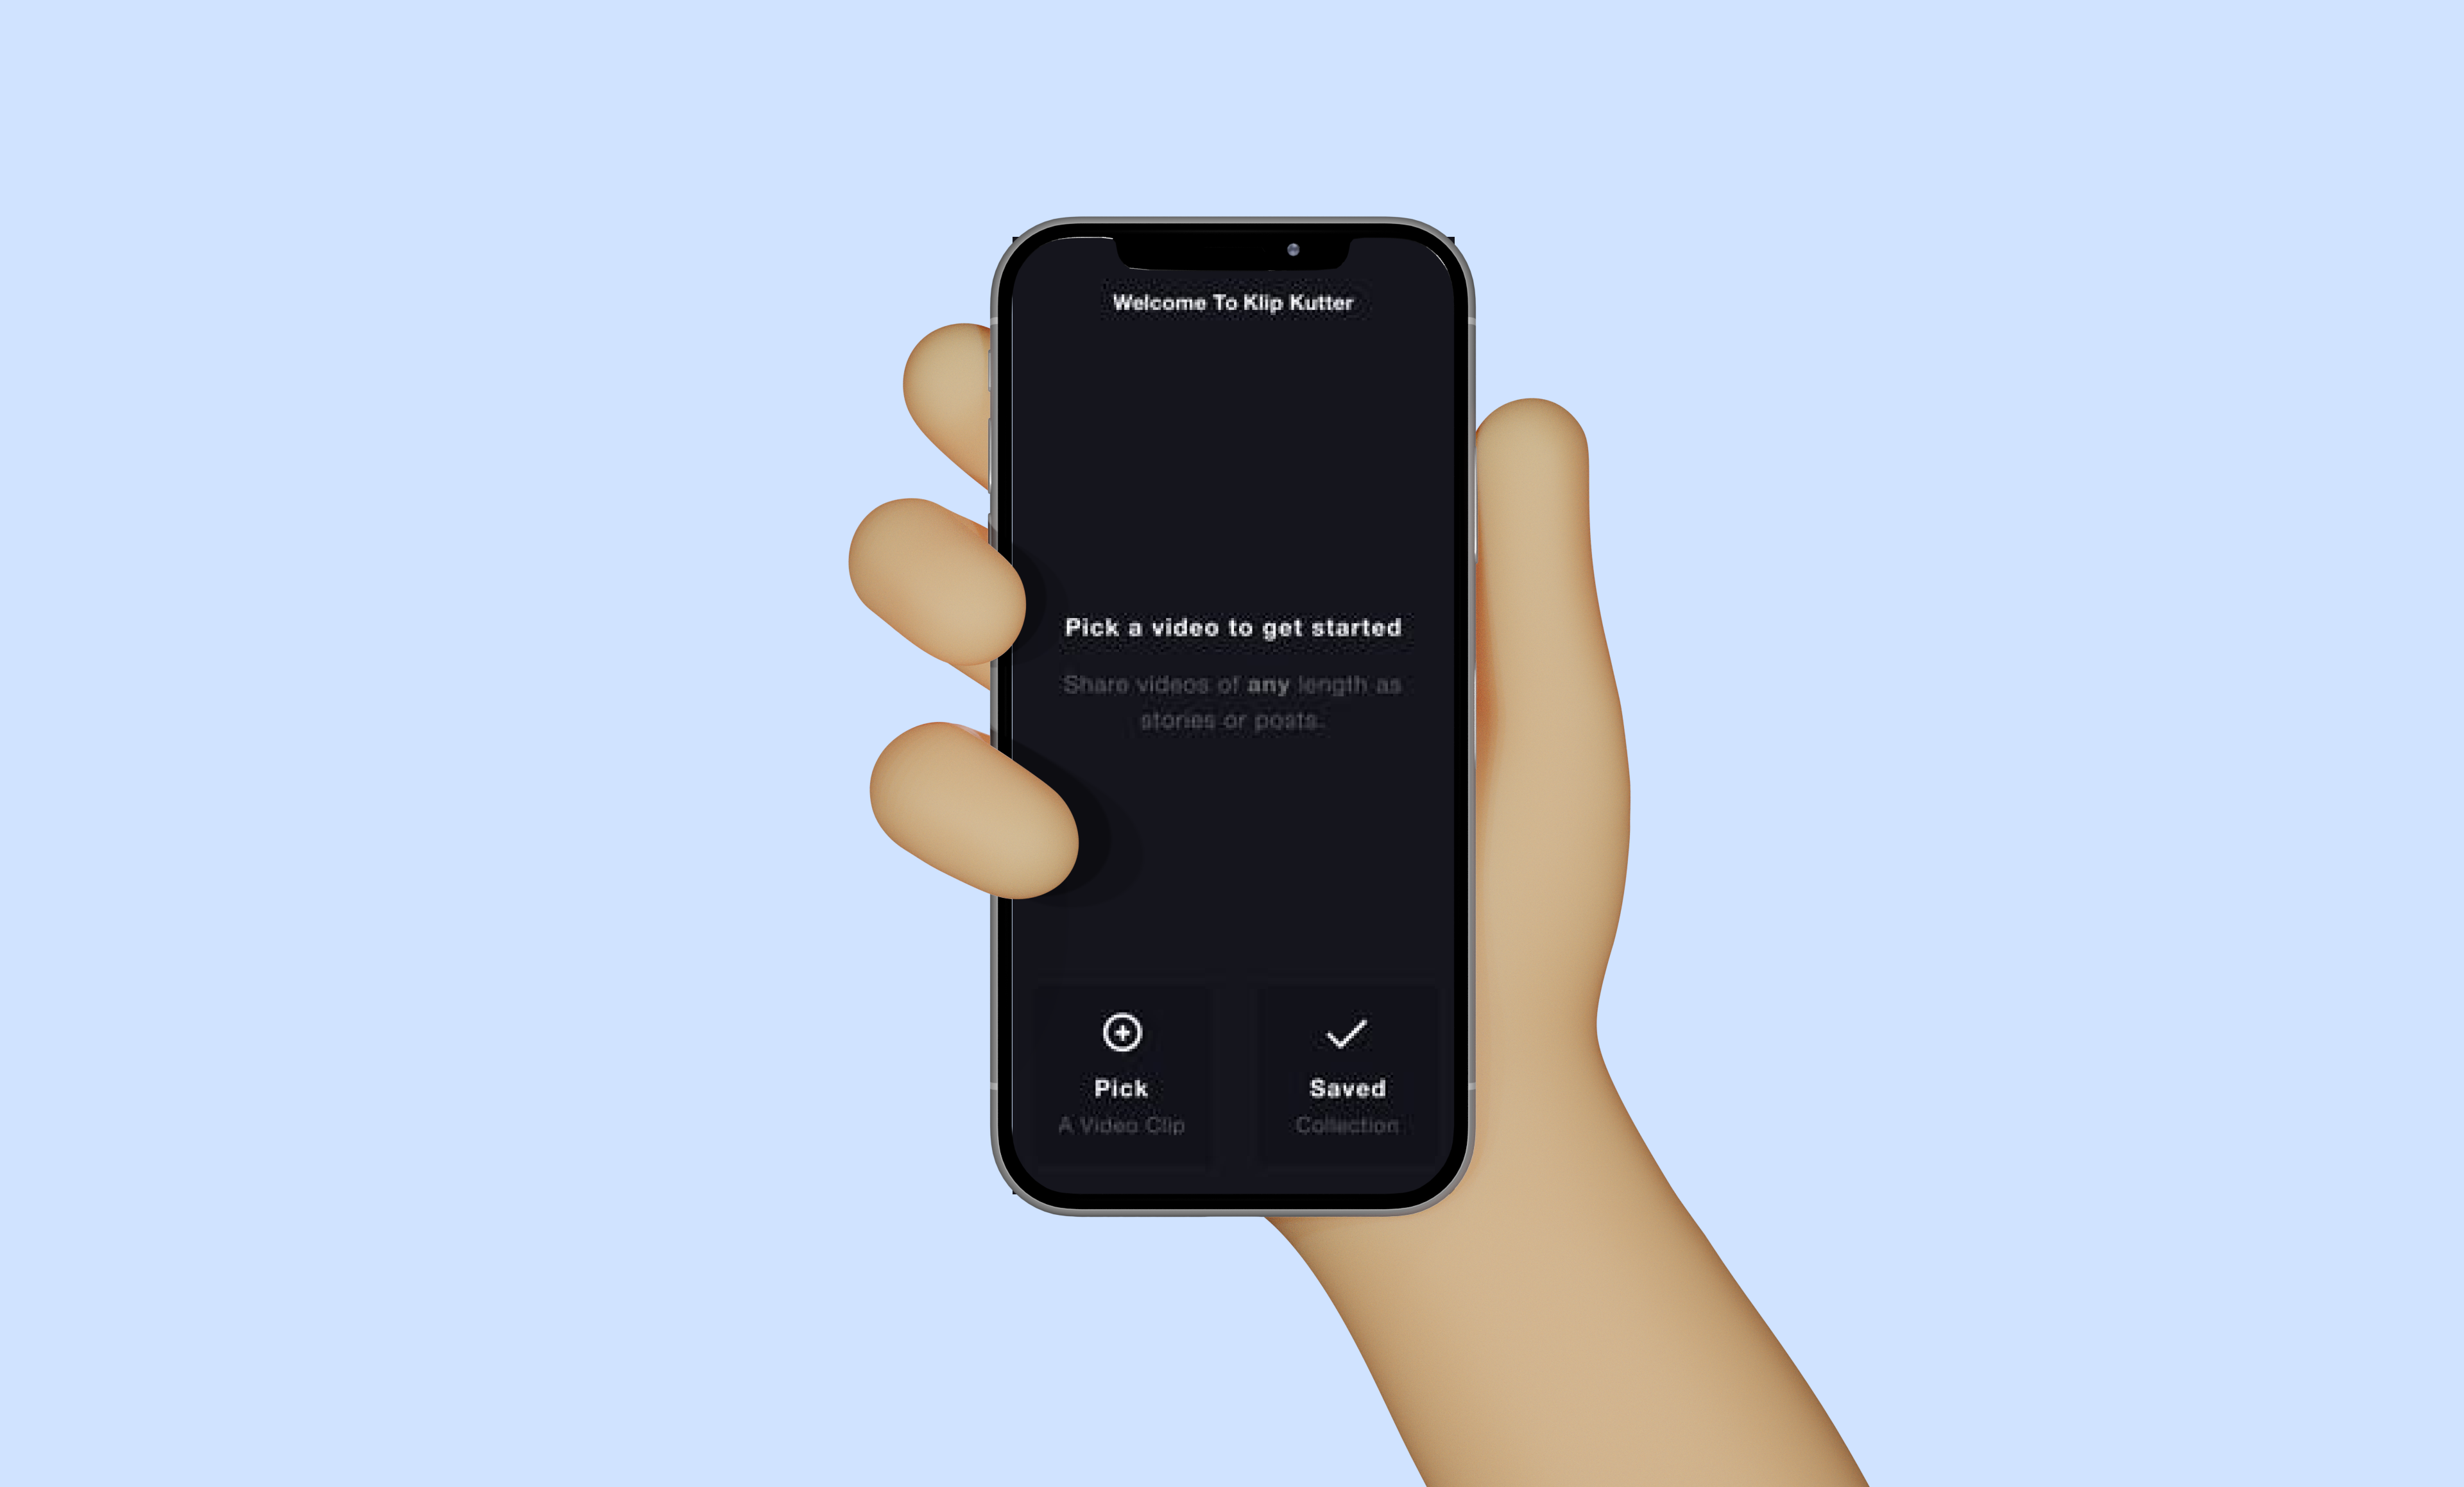 Welcome To Klip Kutter
Pick a video to get started
Share videos of any length as
stories or posts.
Pick
A Video Clip
Saved
Collection